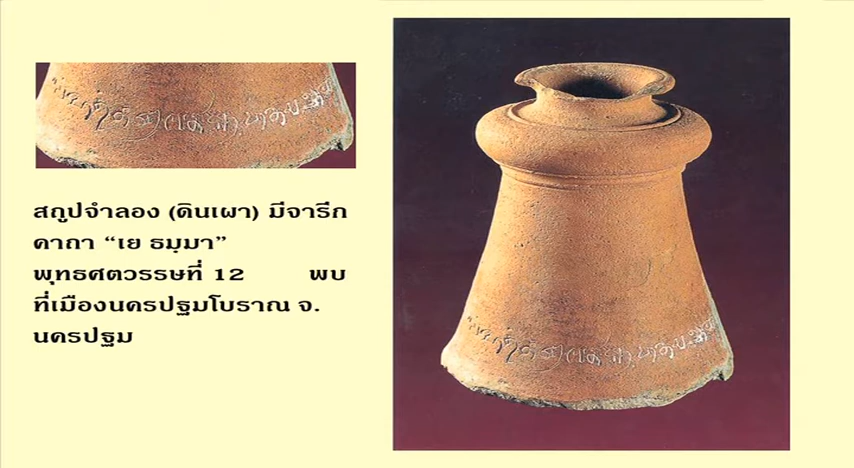 สถูปจำลอง (ดินเผา) มีจารึก
คาถา “เย ธมฺมา”
พุทธศตวรรษที่ 12 พบ
ที่เมืองนครปฐมโบราณ จ.
นครปฐม